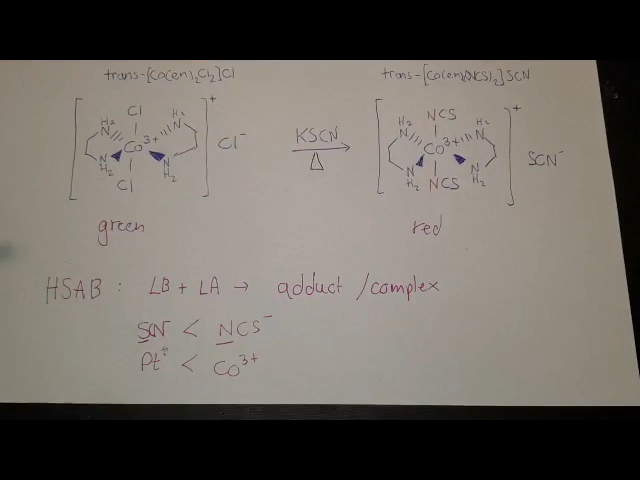 trans-[Co(en)₂Cl₂]Cl
trans-[Co(en)₂(NCS)₂]SCN
Cl
H₂
N
N
H₂
Co³⁺
H₂
N
N
H₂
Cl
+
Cl⁻
KSCN
Δ
NCS
H₂
N
N
H₂
Co³⁺
H₂
N
N
H₂
NCS
+
SCN⁻
green
red
HSAB : LB + LA → adduct /complex
SCN⁻ < NCS⁻
Pt⁺ < Co³⁺